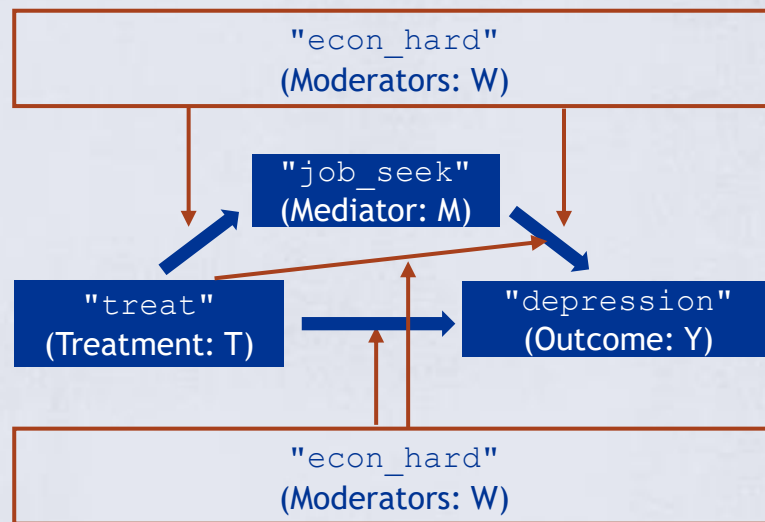 "econ_hard"
(Moderators: W)
"job_seek"
(Mediator: M)
"treat"
(Treatment: T)
"depression"
(Outcome: Y)
"econ_hard"
(Moderators: W)